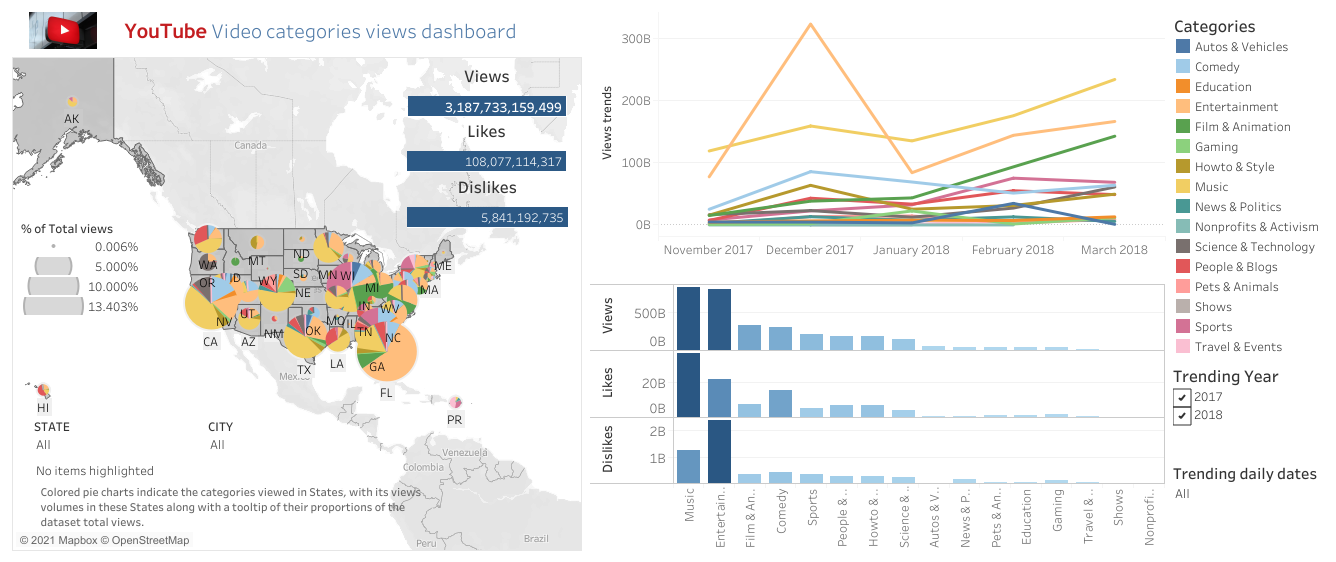 YouTube Video categories views dashboard
Views
3,187,733,159,499
Likes
108,077,114,317
Dislikes
5,841,192,735
AK
Canada
% of Total views
0.006%
5.000%
10.000%
13.403%
WA
MT
ND
ME
OR
ID
WY
SD
MN
WI
MI
MA
NE
NV
UT
IN
WV
MO
IL
CA
AZ
NM
OK
TN
NC
TX
LA
GA
FL
Mexico
HI
PR
STATE
All
CITY
All
No items highlighted
Colored pie charts indicate the categories viewed in States, with its views
volumes in these States along with a tooltip of their proportions of the
dataset total views.
Venezuela
Colombia
Peru
Brazil
© 2021 Mapbox © OpenStreetMap
Views trends
300B
200B
100B
0B
November 2017
December 2017
January 2018
February 2018
March 2018
Views
500B
0B
Likes
20B
0B
Dislikes
2B
1B
Music
Entertain..
Film & An..
Comedy
Sports
People & ..
Howto & ..
Science & ..
Autos & V..
News & P..
Pets & An..
Education
Gaming
Travel &..
Shows
Nonprofi..
Categories
Autos & Vehicles
Comedy
Education
Entertainment
Film & Animation
Gaming
Howto & Style
Music
News & Politics
Nonprofits & Activism
Science & Technology
People & Blogs
Pets & Animals
Shows
Sports
Travel & Events
Trending Year
2017
2018
Trending daily dates
All